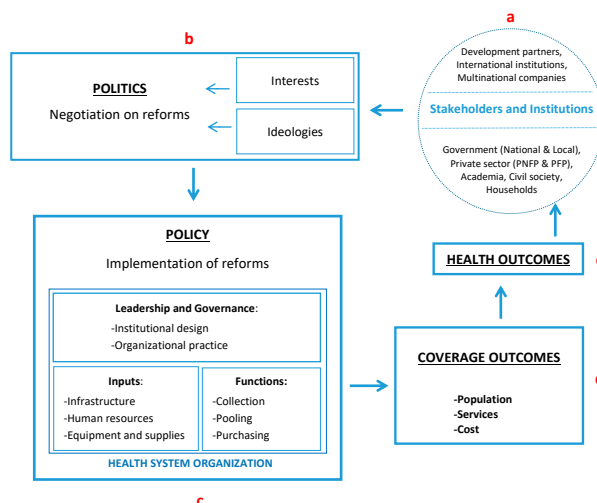 a
b
Development partners,
International institutions,
Multinational companies
Stakeholders and Institutions
Government (National & Local),
Private sector (PNFP & PFP),
Academia, Civil society,
Households
POLITICS
Negotiation on reforms
Interests
Ideologies
POLICY
Implementation of reforms
Leadership and Governance:
-Institutional design
-Organizational practice
Inputs:
-Infrastructure
-Human resources
-Equipment and supplies
Functions:
-Collection
-Pooling
-Purchasing
HEALTH SYSTEM ORGANIZATION
c
HEALTH OUTCOMES
COVERAGE OUTCOMES
-Population
-Services
-Cost